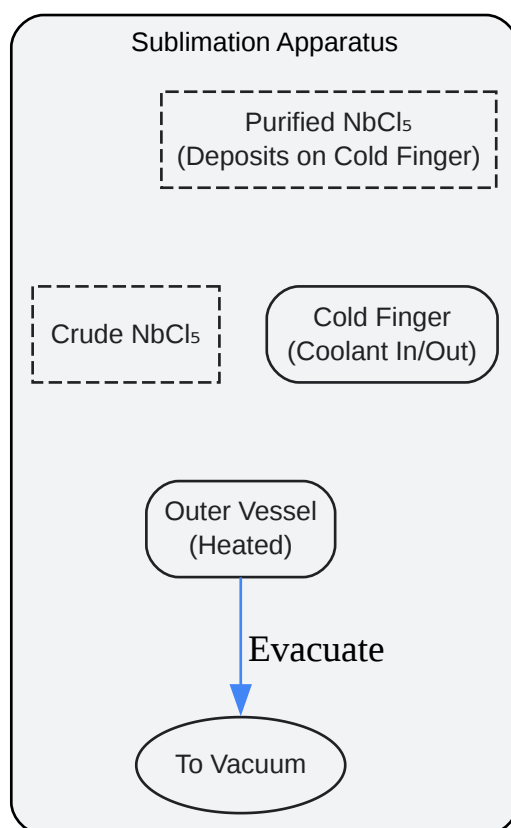 Sublimation Apparatus
Purified NbCl₅
(Deposits on Cold Finger)
Crude NbCl₅
Cold Finger
(Coolant In/Out)
Outer Vessel
(Heated)
Evacuate
To Vacuum